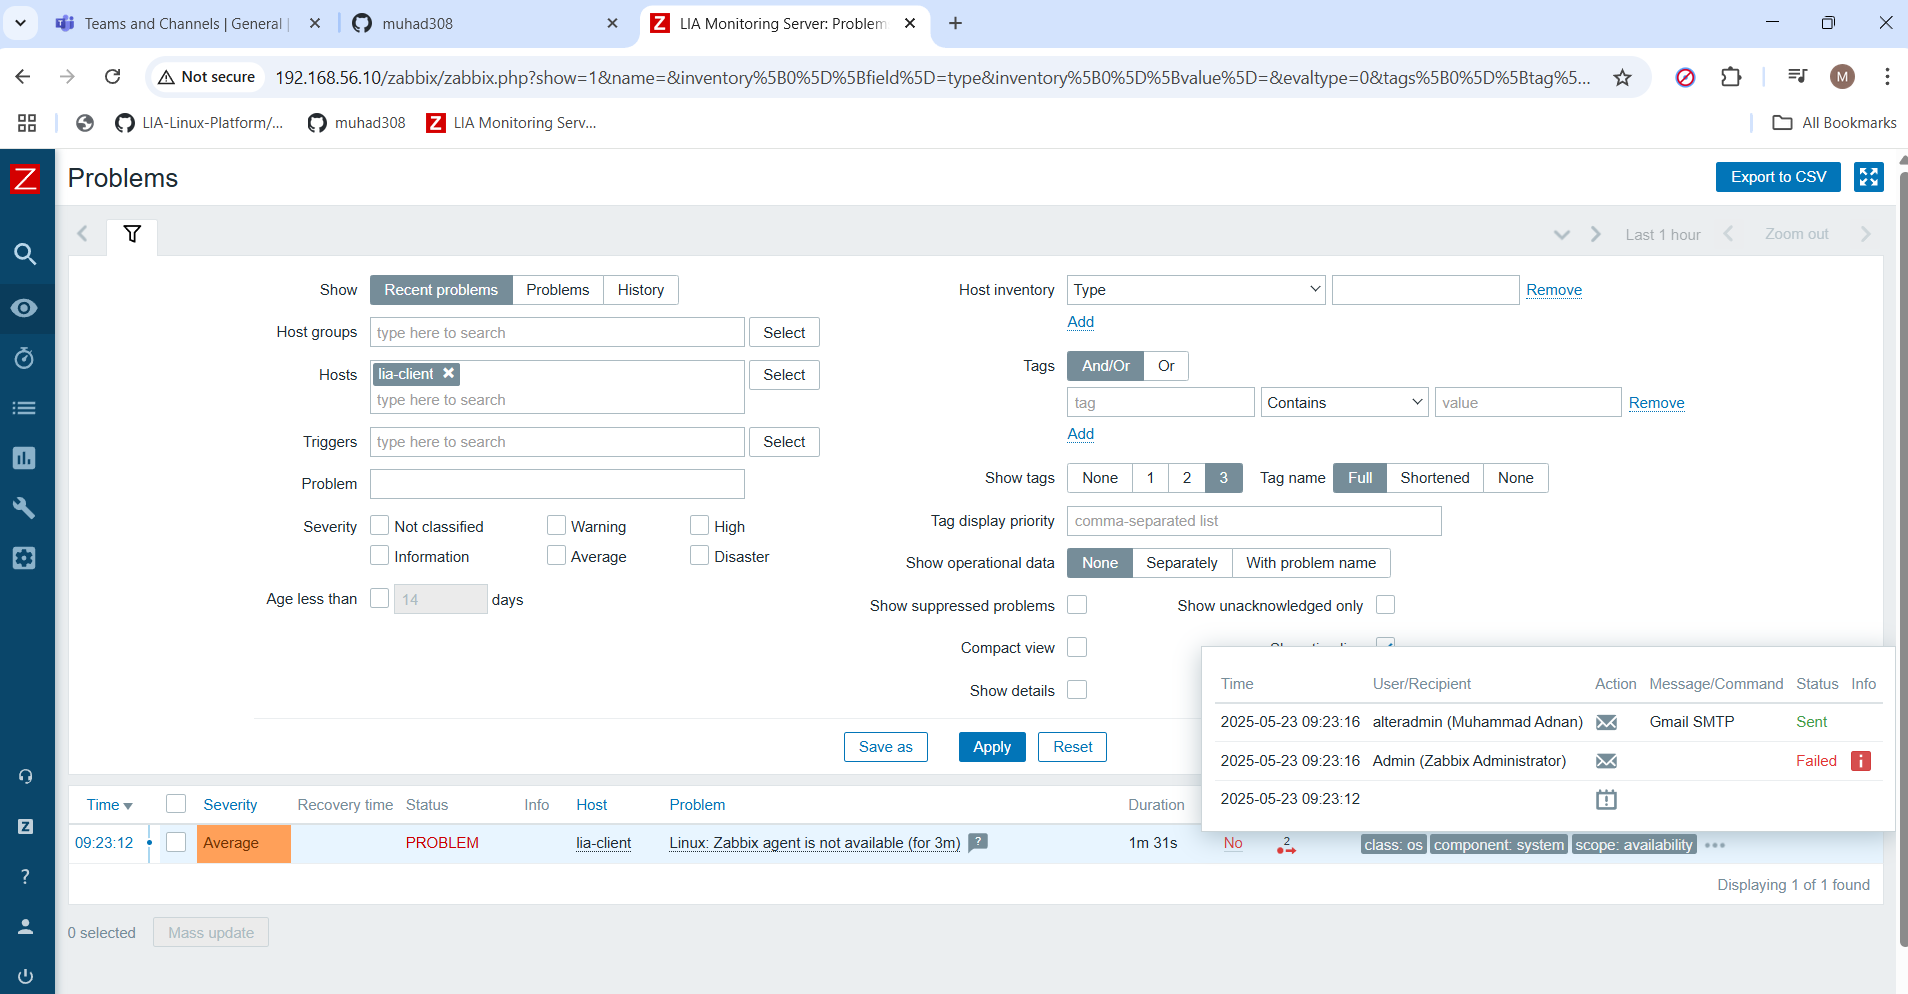 Teams and Channels | General |
muhad308
Z LIA Monitoring Server: Problem
Not secure 192.168.56.10/zabbix/zabbix.php?show=1&name=&inventory%5B0%5D%5Bfield%5D=type&inventory%5B0%5D%5Bvalue%5D=&evaltype=0&tags%5B0%5D%5Btag%5... M
LIA-Linux-Platform/...
muhad308
Z LIA Monitoring Serv...
All Bookmarks
Z Problems Export to CSV
Last 1 hour Zoom out
Show Recent problems Problems History
Host groups type here to search Select
Hosts lia-client Select
type here to search
Triggers type here to search Select
Problem
Severity Not classified Warning High
Information Average Disaster
Age less than 14 days
Host inventory Type Remove
Add
Tags And/Or Or
tag Contains value Remove
Add
Show tags None 1 2 3 Tag name Full Shortened None
Tag display priority comma-separated list
Show operational data None Separately With problem name
Show suppressed problems Show unacknowledged only
Compact view
Show details
Time User/Recipient Action Message/Command Status Info
2025-05-23 09:23:16 alteradmin (Muhammad Adnan) Gmail SMTP Sent
2025-05-23 09:23:16 Admin (Zabbix Administrator) Failed i
2025-05-23 09:23:12
Save as Apply Reset
Time Severity Recovery time Status Info Host Problem Duration
09:23:12 Average PROBLEM lia-client Linux: Zabbix agent is not available (for 3m) ? 1m 31s No 2 class: os component: system scope: availability •••
Displaying 1 of 1 found
0 selected Mass update
Z
?